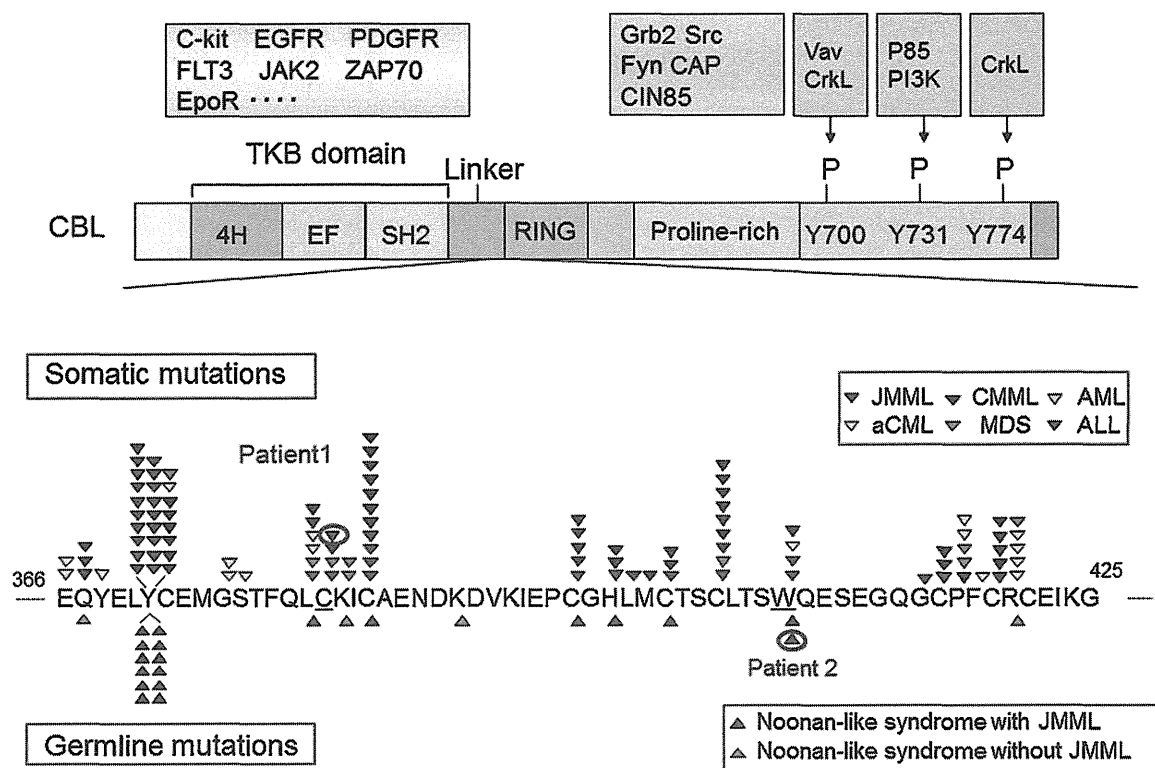 C-kit EGFR PDGFR
FLT3 JAK2 ZAP70
EpoR ····
Grb2 Src
Fyn CAP
CIN85
Vav
CrkL
P85
PI3K
CrkL
TKB domain
Linker
P P P
CBL 4H EF SH2 RING Proline-rich Y700 Y731 Y774
Somatic mutations
JMML CMML AML
aCML MDS ALL
Patient1
366 EQYELYCEMGSTFQLCKICAENDKDVKIEPCGHLMCTSCLTSWQESEGQGCPFCRCEIKG 425
Patient 2
Noonan-like syndrome with JMML
Noonan-like syndrome without JMML
Germline mutations